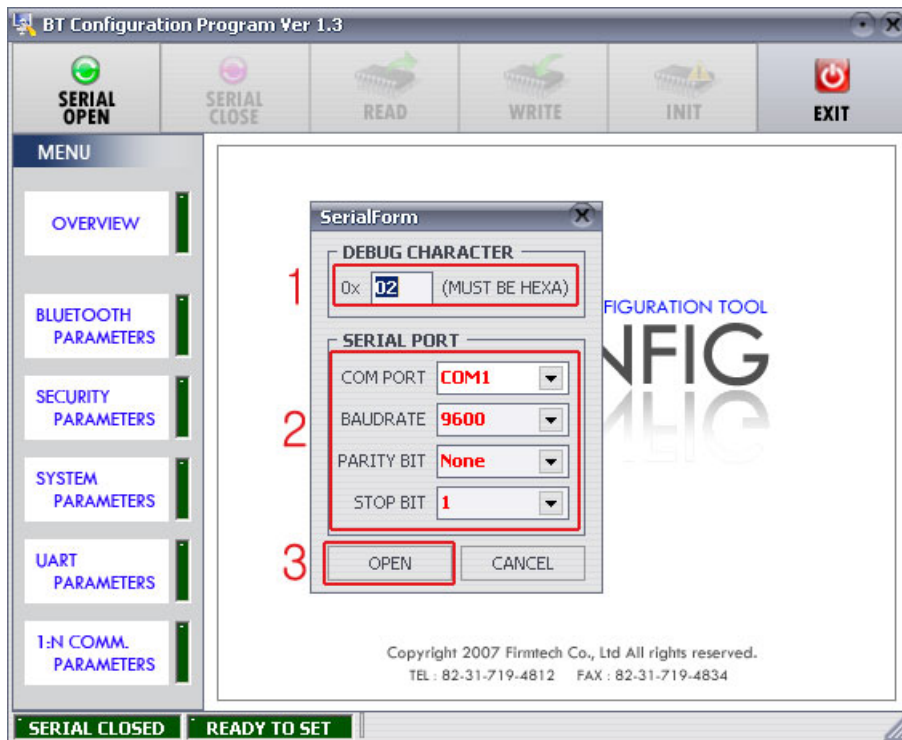 BT Configuration Program Ver 1.3
SERIAL OPEN
SERIAL CLOSE
READ
WRITE
INIT
EXIT
MENU
OVERVIEW
BLUETOOTH
PARAMETERS
SECURITY
PARAMETERS
SYSTEM
PARAMETERS
UART
PARAMETERS
1:N COMM.
PARAMETERS
SerialForm
DEBUG CHARACTER
1
0x 02 (MUST BE HEXA)
SERIAL PORT
2
COM PORT COM1
BAUDRATE 9600
PARITY BIT None
STOP BIT 1
3
OPEN CANCEL
FIGURATION TOOL
NFIG
Copyright 2007 Firmtech Co., Ltd All rights reserved.
TEL : 82-31-719-4812 FAX : 82-31-719-4834
SERIAL CLOSED READY TO SET